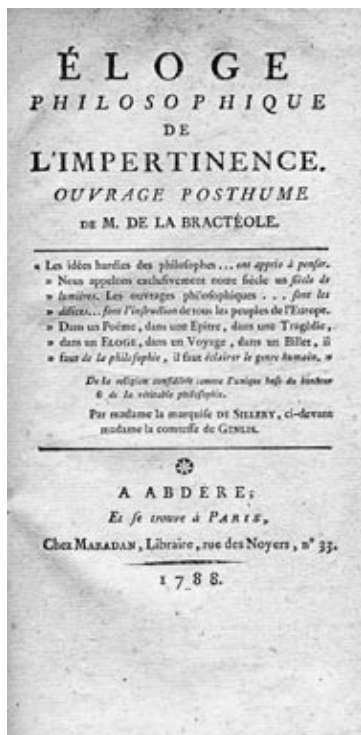 ÉLOGE
PHILOSOPHIQUE
DE
L'IMPERTINENCE.
OUVRAGE POSTHUME
DE M. DE LA BRACTÉOLE.
« Les idées hardies des philosophes... ont appris à penser.
» Nous appelons exclusivement notre siècle un siècle de
» lumières. Les ouvrages philosophiques . . . font les
» délices... font l'instruction de tous les peuples de l'Europe.
» Dans un Poëme, dans une Epitre, dans une Tragédie,
» dans un ELOGE, dans un Voyage, dans un Billet, il
» faut de la philosophie, il faut éclairer le genre humain. »
De la religion considérée comme l'unique base du bonheur
& de la véritable philosophie.
Par madame la marquise DE SILLERY, ci-devant
madame la comtesse de GENLIS.
A ABDERE;
Et se trouve à PARIS,
Chez MARADAN, Libraire, rue des Noyers, n° 33.
1788.